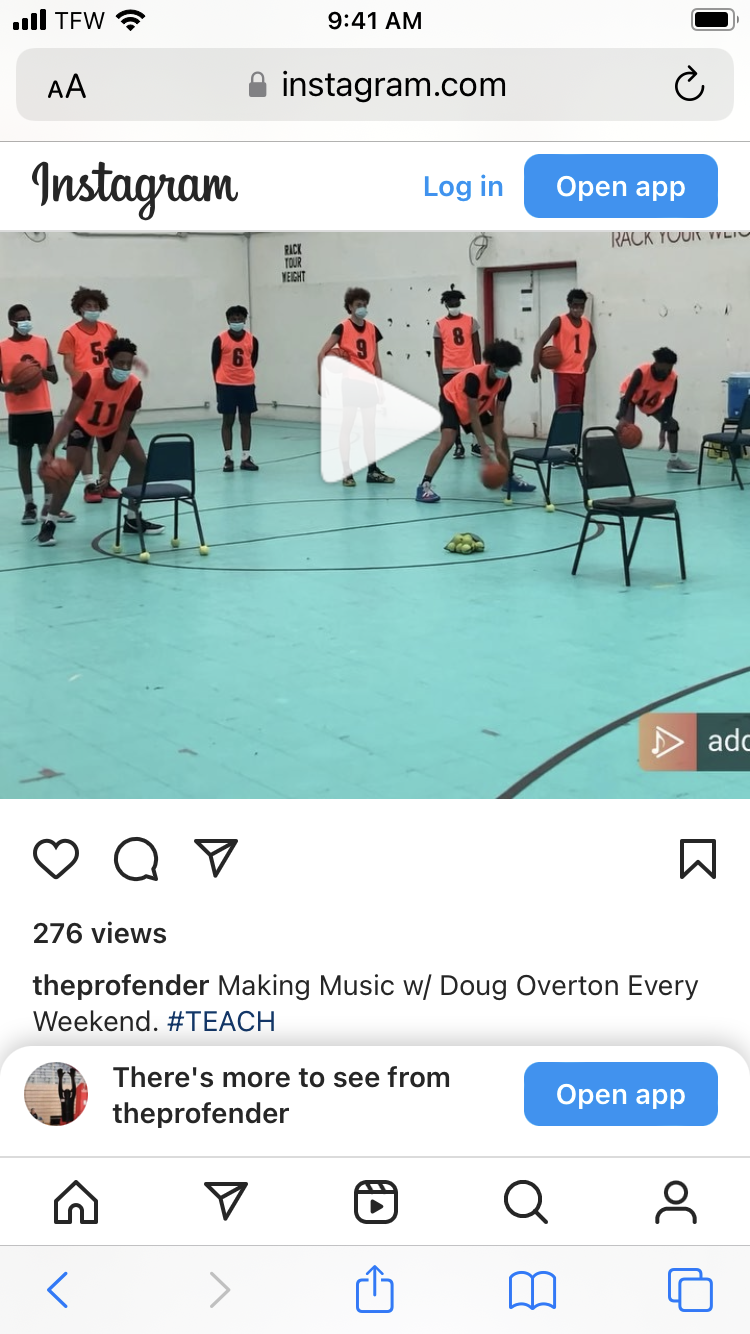 TFW 9:41 AM
AA instagram.com
Instagram Log in Open app
RACK
TOUR
WEIGHT
RACK YOUR
5
6
9
8
1
11
14
add
276 views
theprofender Making Music w/ Doug Overton Every
Weekend. #TEACH
There's more to see from
theprofender
Open app